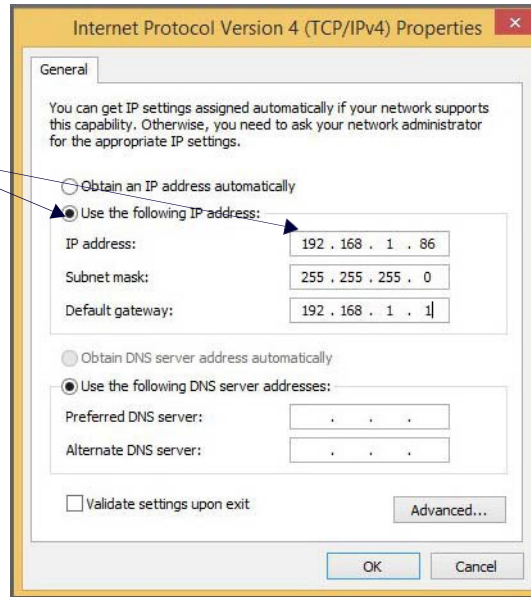 Internet Protocol Version 4 (TCP/IPv4) Properties
General
You can get IP settings assigned automatically if your network supports
this capability. Otherwise, you need to ask your network administrator
for the appropriate IP settings.
Obtain an IP address automatically
Use the following IP address:
IP address: 192 . 168 . 1 . 86
Subnet mask: 255 . 255 . 255 . 0
Default gateway: 192 . 168 . 1 . 1
Obtain DNS server address automatically
Use the following DNS server addresses:
Preferred DNS server: . . .
Alternate DNS server: . . .
Validate settings upon exit
Advanced...
OK Cancel